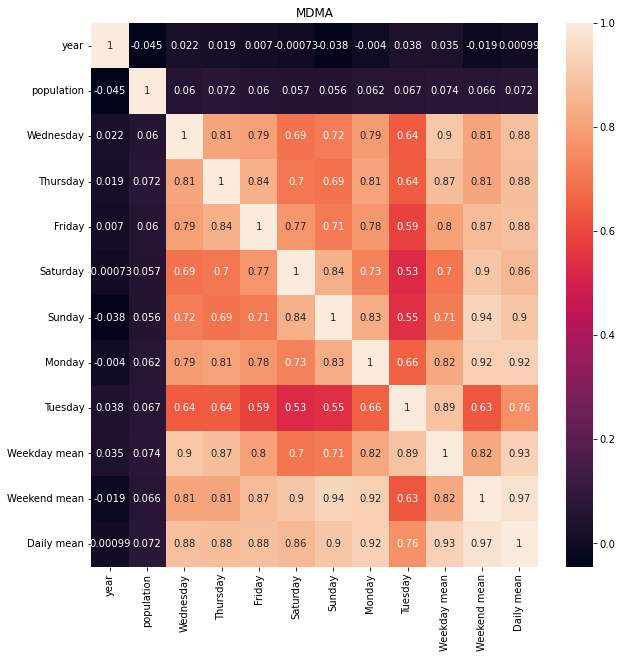 MDMA
year 1 -0.045 0.022 0.019 0.007 -0.00073 -0.038 -0.004 0.038 0.035 -0.019 0.00099
population -0.045 1 0.06 0.072 0.06 0.057 0.056 0.062 0.067 0.074 0.066 0.072
Wednesday 0.022 0.06 1 0.81 0.79 0.69 0.72 0.79 0.64 0.9 0.81 0.88
Thursday 0.019 0.072 0.81 1 0.84 0.7 0.69 0.81 0.64 0.87 0.81 0.88
Friday 0.007 0.06 0.79 0.84 1 0.77 0.71 0.78 0.59 0.8 0.87 0.88
Saturday -0.00073 0.057 0.69 0.7 0.77 1 0.84 0.73 0.53 0.7 0.9 0.86
Sunday -0.038 0.056 0.72 0.69 0.71 0.84 1 0.83 0.55 0.71 0.94 0.9
Monday -0.004 0.062 0.79 0.81 0.78 0.73 0.83 1 0.66 0.82 0.92 0.92
Tuesday 0.038 0.067 0.64 0.64 0.59 0.53 0.55 0.66 1 0.89 0.63 0.76
Weekday mean 0.035 0.074 0.9 0.87 0.8 0.7 0.71 0.82 0.89 1 0.82 0.93
Weekend mean -0.019 0.066 0.81 0.81 0.87 0.9 0.94 0.92 0.63 0.82 1 0.97
Daily mean 0.00099 0.072 0.88 0.88 0.88 0.86 0.9 0.92 0.76 0.93 0.97 1
year population Wednesday Thursday Friday Saturday Sunday Monday Tuesday Weekday mean Weekend mean Daily mean
1.0
0.8
0.6
0.4
0.2
0.0